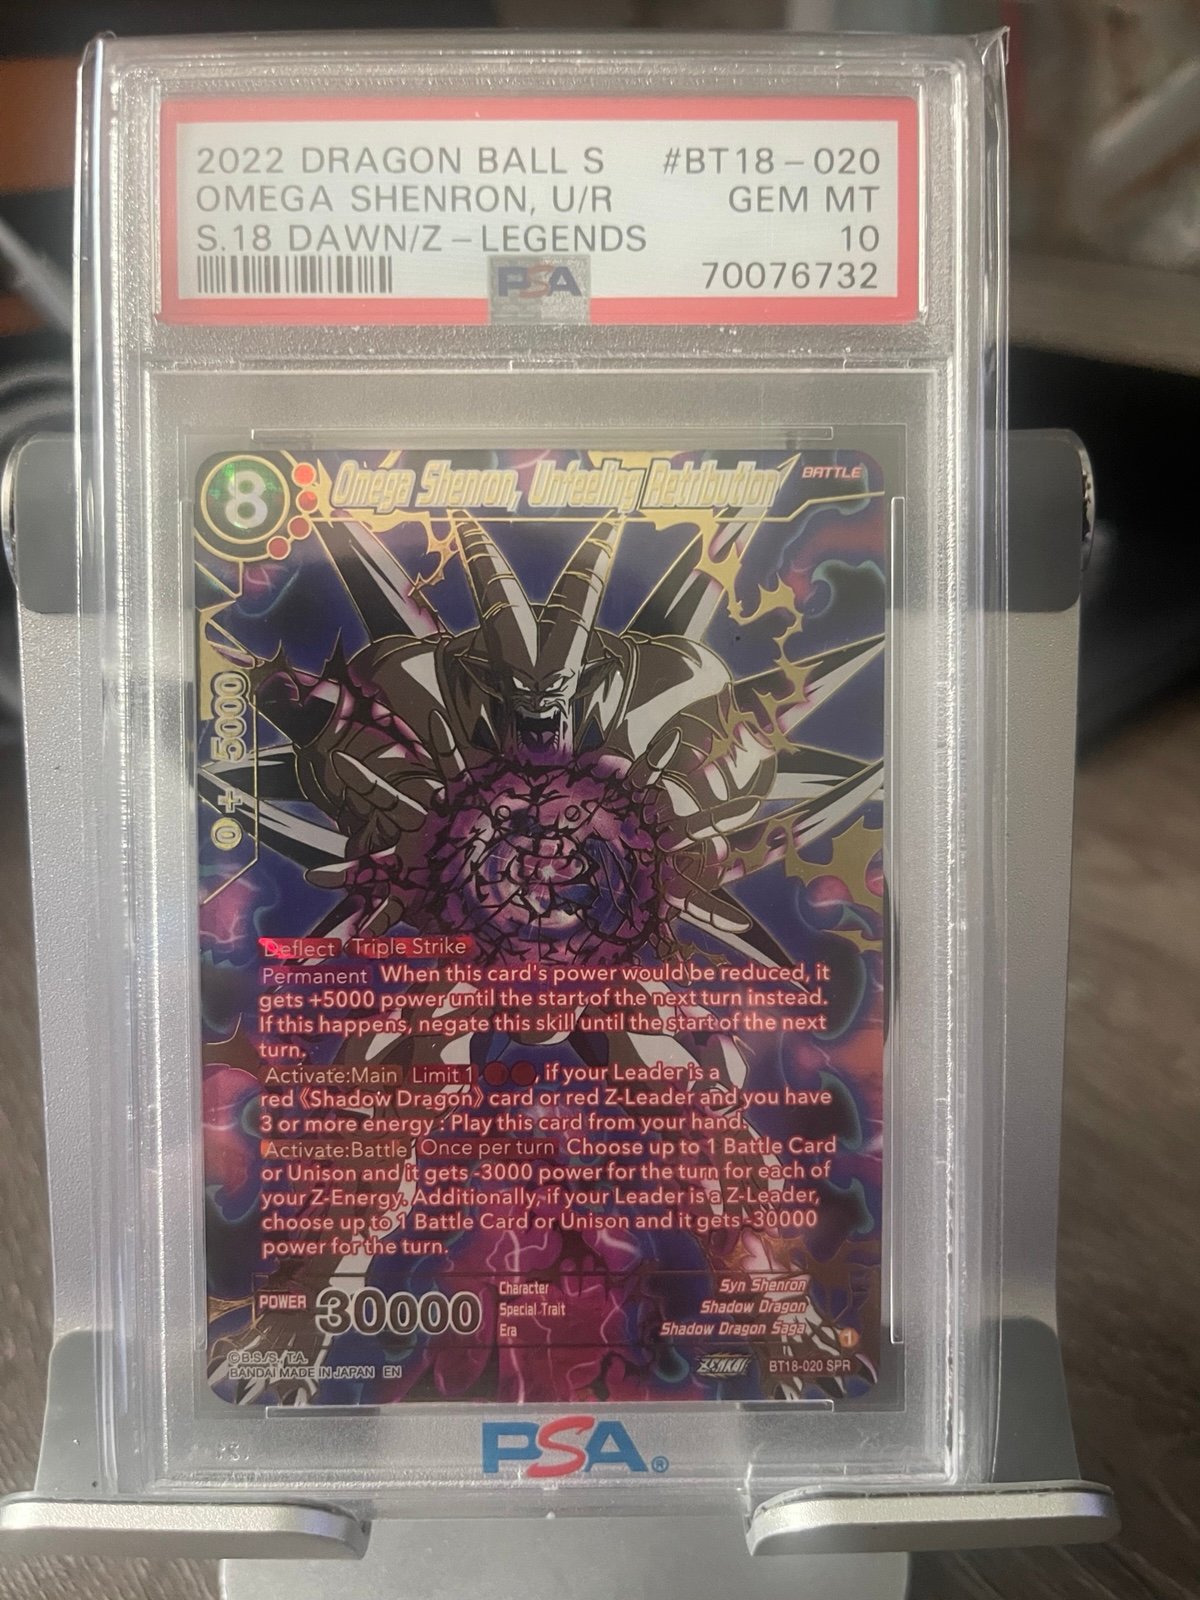 2022 DRAGON BALL S #BT18-020
OMEGA SHENRON, U/R GEM MT
S.18 DAWN/Z-LEGENDS 10
PSA 70076732
8 Omega Shenron, Unfeeling Retribution BATTLE
+5000
Deflect Triple Strike
Permanent When this card's power would be reduced, it
gets +5000 power until the start of the next turn instead.
If this happens, negate this skill until the start of the next
turn.
Activate:Main Limit 1 , if your Leader is a
red 《Shadow Dragon》 card or red Z-Leader and you have
3 or more energy : Play this card from your hand.
Activate:Battle Once per turn Choose up to 1 Battle Card
or Unison and it gets -3000 power for the turn for each of
your Z-Energy. Additionally, if your Leader is a Z-Leader,
choose up to 1 Battle Card or Unison and it gets -30000
power for the turn.
POWER 30000
Character Syn Shenron
Special Trait Shadow Dragon
Era Shadow Dragon Saga
1
©B.S./S., T.A.
BANDAI MADE IN JAPAN EN
ZENKAI BT18-020 SPR
PSA®